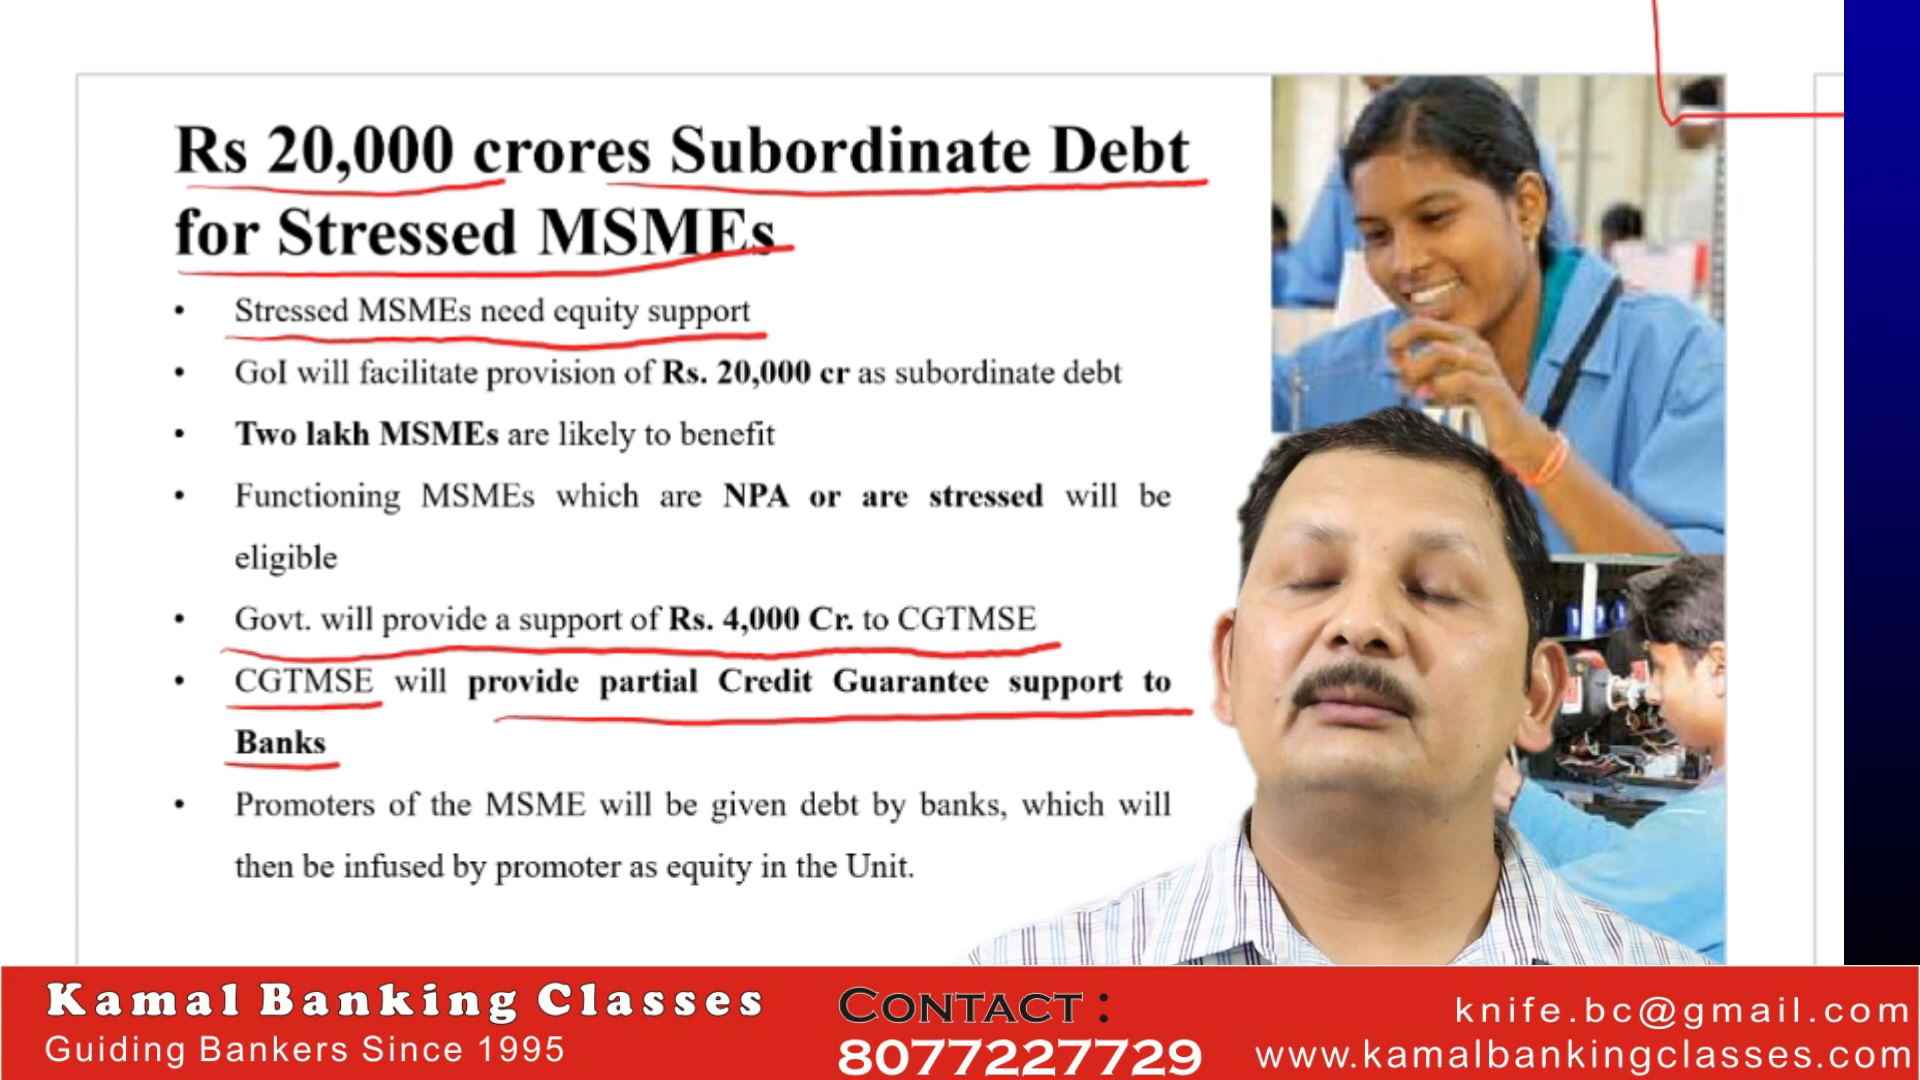 Rs 20,000 crores Subordinate Debt
for Stressed MSMEs
• Stressed MSMEs need equity support
• GoI will facilitate provision of Rs. 20,000 cr as subordinate debt
• Two lakh MSMEs are likely to benefit
• Functioning MSMEs which are NPA or are stressed will be
eligible
• Govt. will provide a support of Rs. 4,000 Cr. to CGTMSE
• CGTMSE will provide partial Credit Guarantee support to
Banks
• Promoters of the MSME will be given debt by banks, which will
then be infused by promoter as equity in the Unit.
Kamal Banking Classes
Guiding Bankers Since 1995
CONTACT :
8077227729
knife.bc@gmail.com
www.kamalbankingclasses.com